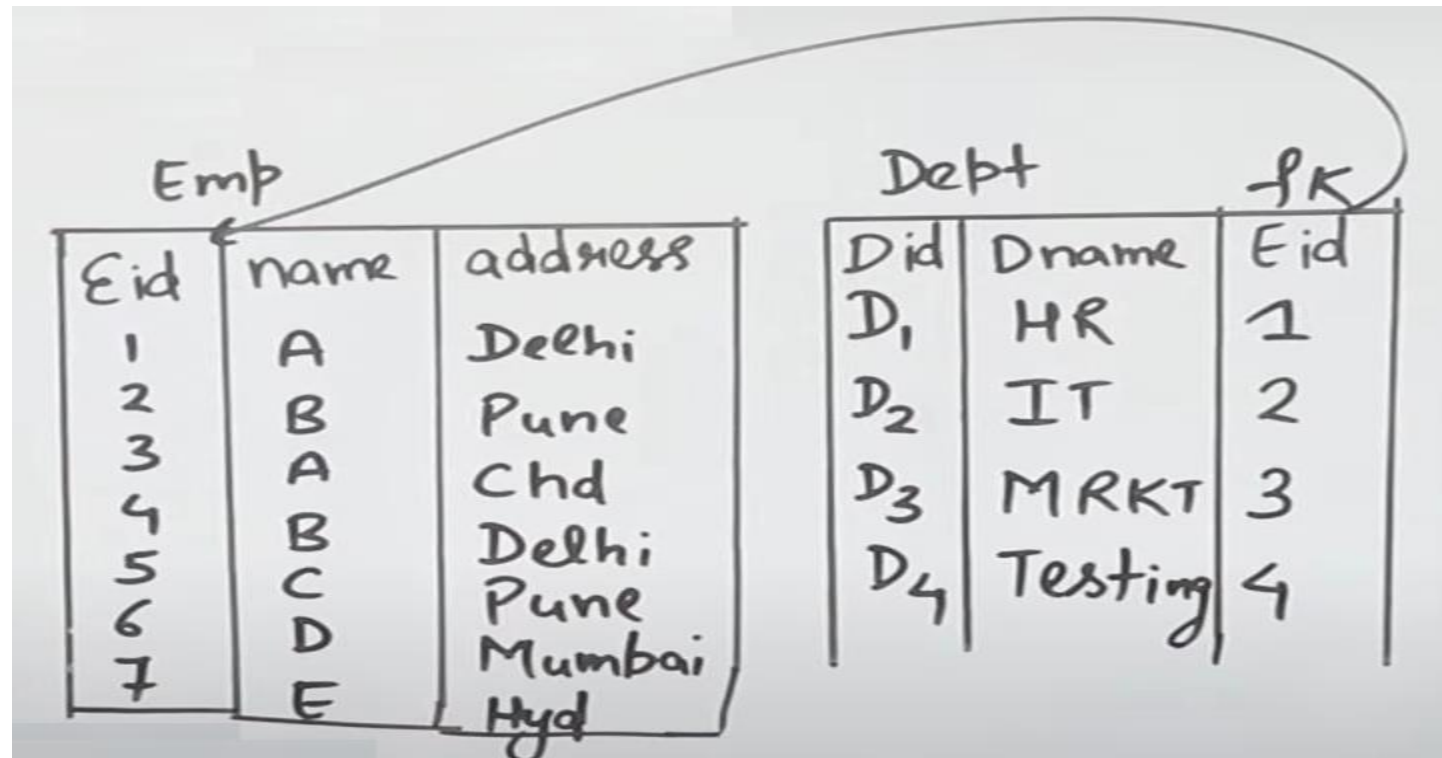 Emp
Eid name address
1 A Delhi
2 B Pune
3 A Chd
4 B Delhi
5 C Pune
6 D Mumbai
7 E Hyd
Dept fK
Did Dname Eid
D1 HR 1
D2 IT 2
D3 MRKT 3
D4 Testing 4